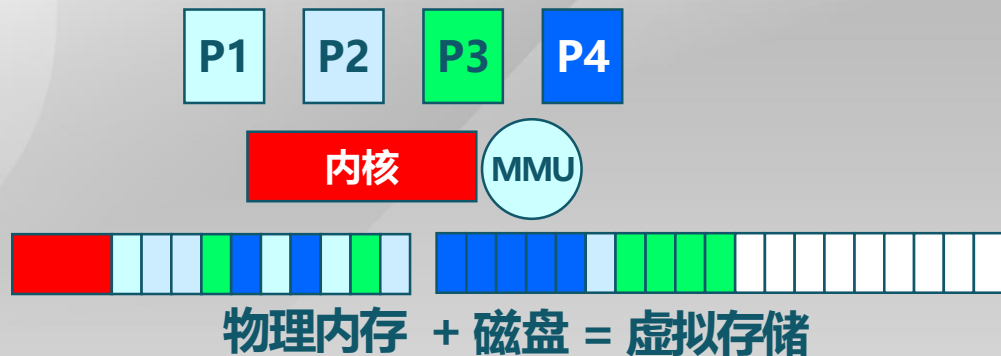 P1 P2 P3 P4
内核 MMU
物理内存 + 磁盘 = 虚拟存储